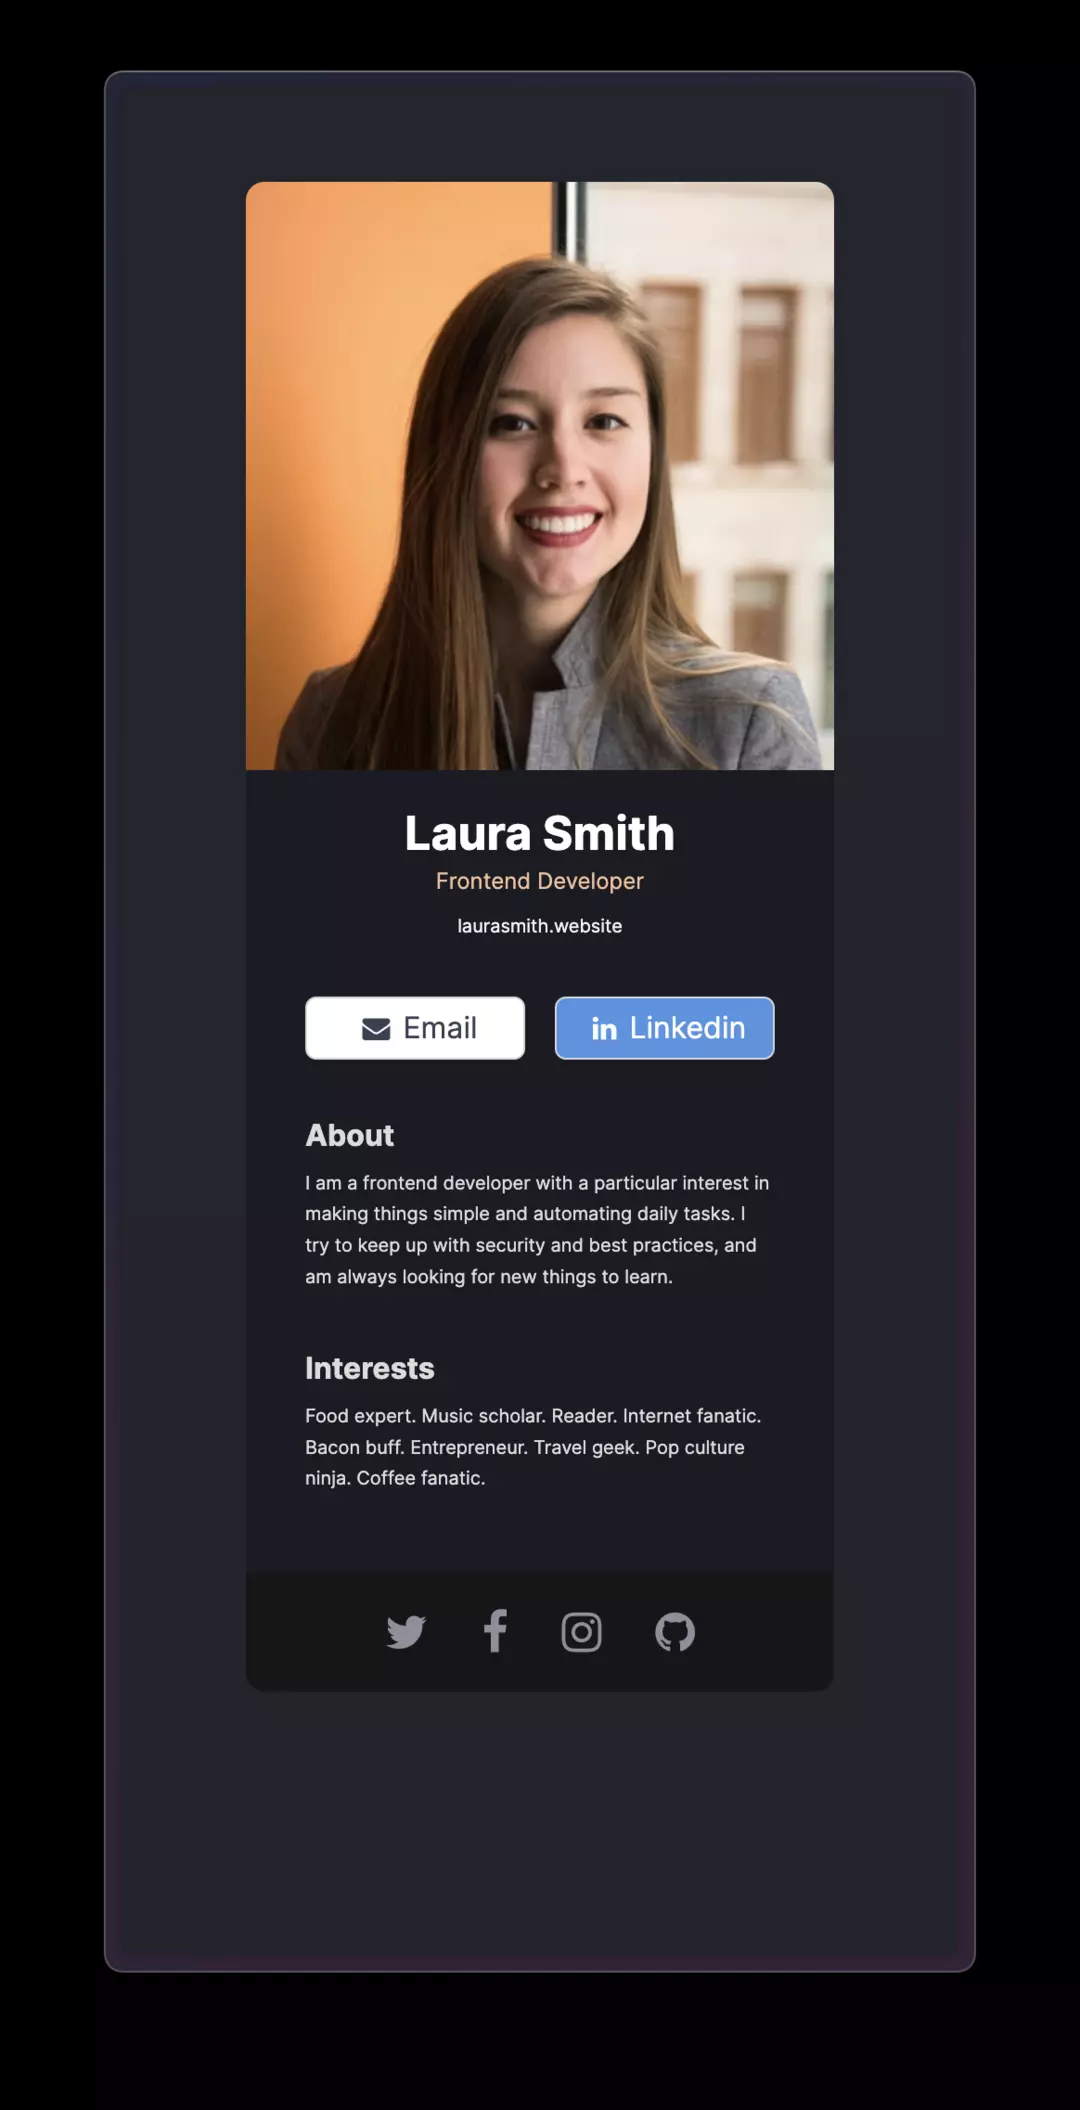 Laura Smith
Frontend Developer
laurasmith.website
Email
in Linkedin
About
I am a frontend developer with a particular interest in
making things simple and automating daily tasks. I
try to keep up with security and best practices, and
am always looking for new things to learn.
Interests
Food expert. Music scholar. Reader. Internet fanatic.
Bacon buff. Entrepreneur. Travel geek. Pop culture
ninja. Coffee fanatic.